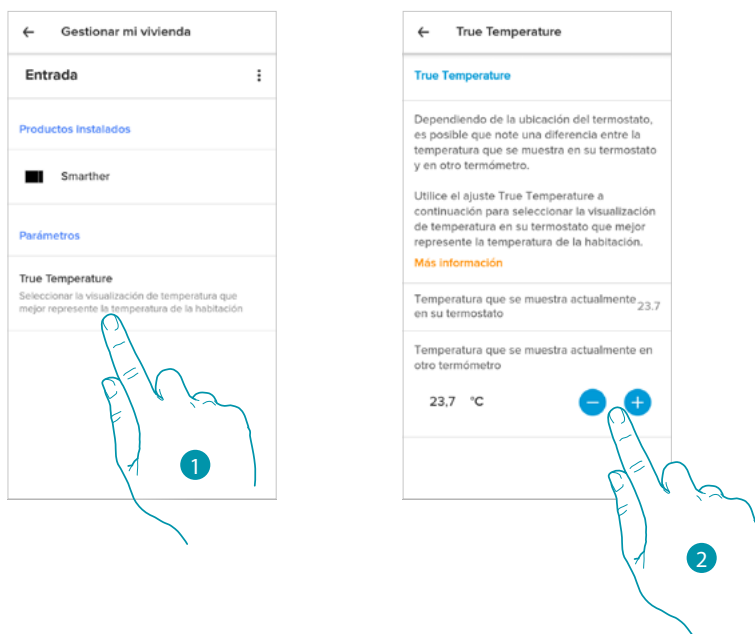 Gestionar mi vivienda
Entrada
Productos Instalados
Smarther
Parámetros
True Temperature
Seleccionar la visualización de temperatura que
mejor represente la temperatura de la habitación
1
True Temperature
True Temperature
Dependiendo de la ubicación del termostato,
es posible que note una diferencia entre la
temperatura que se muestra en su termostato
y en otro termómetro.
Utilice el ajuste True Temperature a
continuación para seleccionar la visualización
de temperatura en su termostato que mejor
represente la temperatura de la habitación.
Más información
Temperatura que se muestra actualmente 23.7
en su termostato
Temperatura que se muestra actualmente en
otro termómetro
23,7 °C − +
2